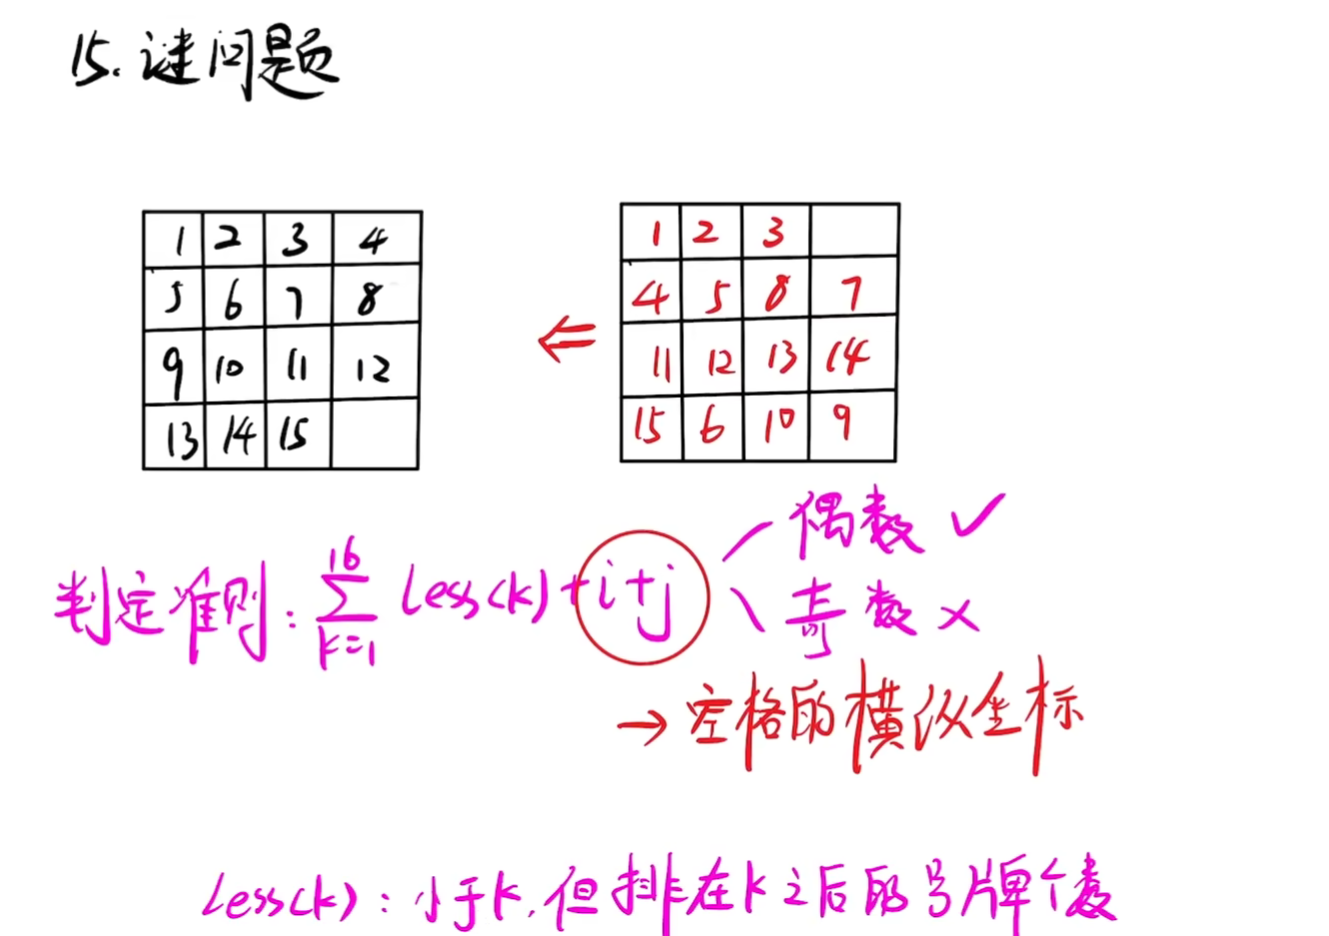 15.谜问题
1 2 3 4
5 6 7 8
9 10 11 12
13 14 15
1 2 3
4 5 8 7
11 12 13 14
15 6 10 9
⇐
偶数 ✓
判定准则: \sum_{k=1}^{16} Less(k)+i+j
奇数 ×
→ 空格的横纵坐标
Less(k): 小于k,但排在k之后的号牌个数